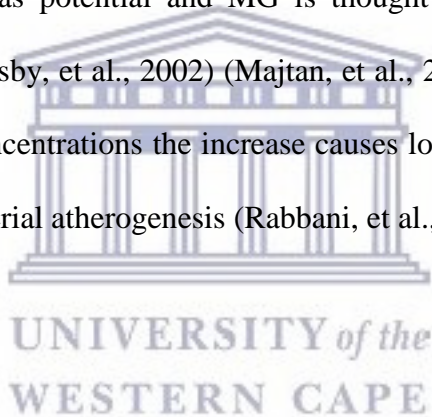 as potential and MG is thought
sby, et al., 2002) (Majtan, et al., 2
ncentrations the increase causes lo
erial atherogenesis (Rabbani, et al.,
UNIVERSITY of the
WESTERN CAPE